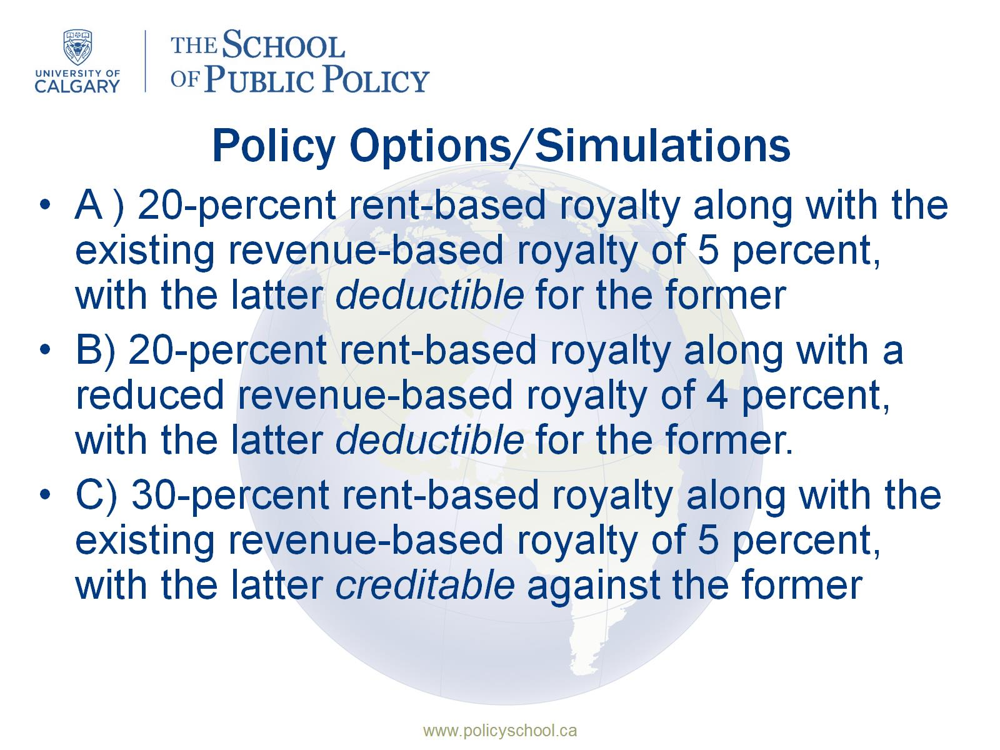 UNIVERSITY OF
CALGARY
THE SCHOOL
OF PUBLIC POLICY
Policy Options/Simulations
• A ) 20-percent rent-based royalty along with the
existing revenue-based royalty of 5 percent,
with the latter deductible for the former
• B) 20-percent rent-based royalty along with a
reduced revenue-based royalty of 4 percent,
with the latter deductible for the former.
• C) 30-percent rent-based royalty along with the
existing revenue-based royalty of 5 percent,
with the latter creditable against the former
www.policyschool.ca